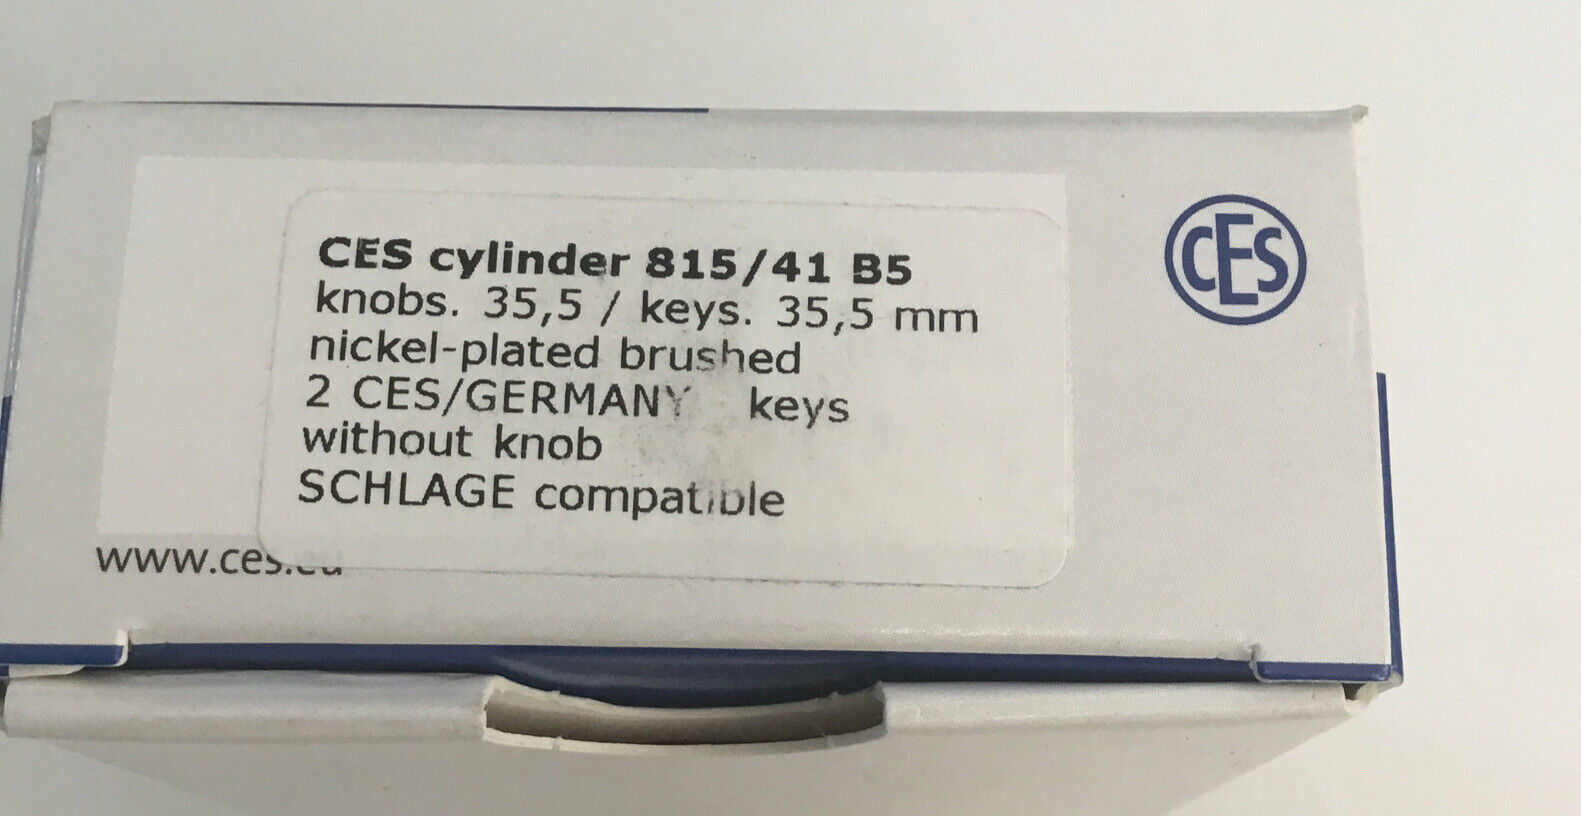 CES cylinder 815/41 B5
knobs. 35,5 / keys. 35,5 mm
nickel-plated brushed
2 CES/GERMANY keys
without knob
SCHLAGE compatible
www.ces.eu
CES